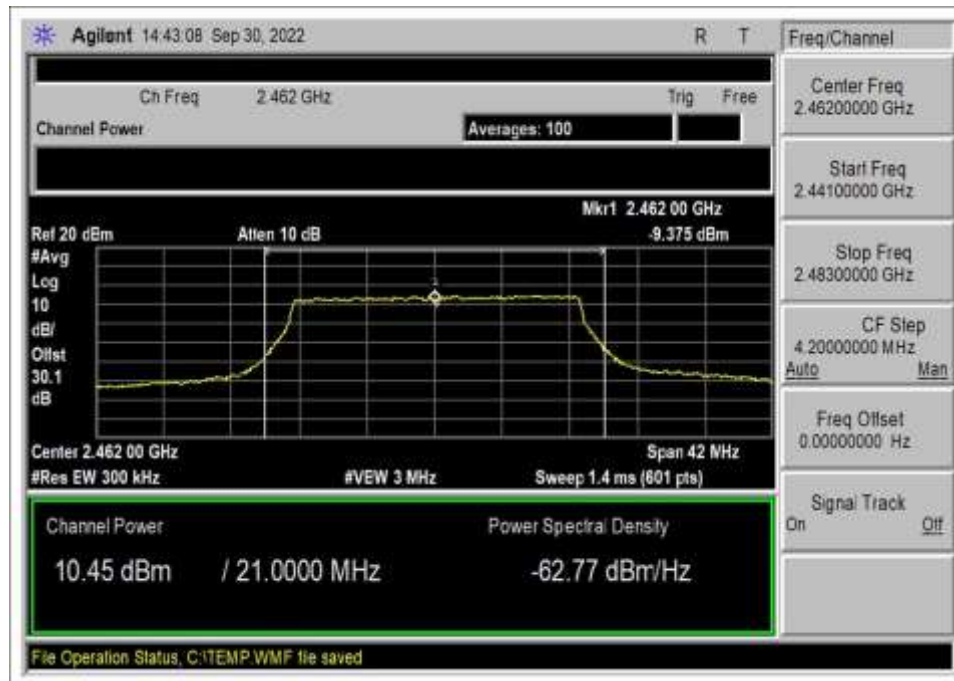 Agilent 14:43:08 Sep 30, 2022 R T
Ch Freq 2.462 GHz Trig Free
Channel Power Averages: 100
Mkr1 2.462 00 GHz
Ref 20 dBm Atten 10 dB -9.375 dBm
#Avg
Log
10
dB/
Offst
30.1
dB
1
Center 2.462 00 GHz Span 42 MHz
#Res BW 300 kHz #VBW 3 MHz Sweep 1.4 ms (601 pts)
Channel Power Power Spectral Density
10.45 dBm / 21.0000 MHz -62.77 dBm/Hz
File Operation Status, C:\TEMP.WMF file saved
Freq/Channel
Center Freq
2.46200000 GHz
Start Freq
2.44100000 GHz
Stop Freq
2.48300000 GHz
CF Step
4.20000000 MHz
Auto Man
Freq Offset
0.00000000 Hz
Signal Track
On Off